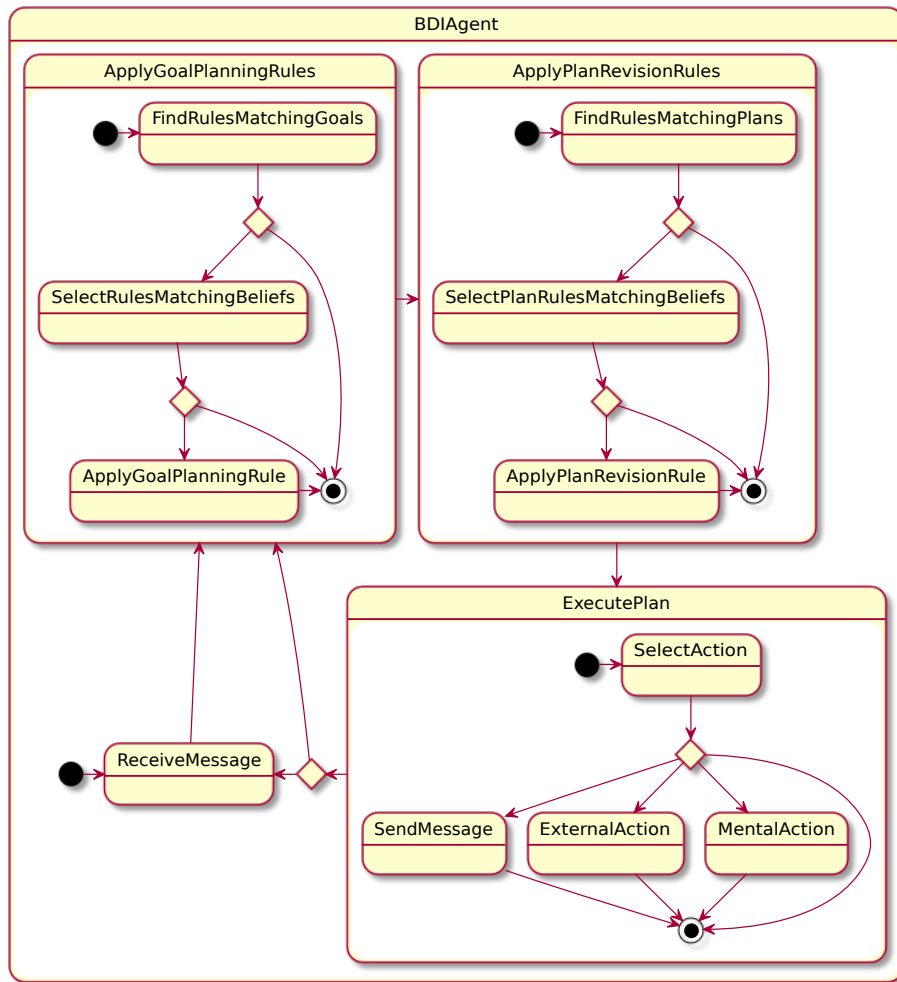 BDIAgent
ApplyGoalPlanningRules
FindRulesMatchingGoals
SelectRulesMatchingBeliefs
ApplyGoalPlanningRule
ApplyPlanRevisionRules
FindRulesMatchingPlans
SelectPlanRulesMatchingBeliefs
ApplyPlanRevisionRule
ExecutePlan
SelectAction
SendMessage
ExternalAction
MentalAction
ReceiveMessage